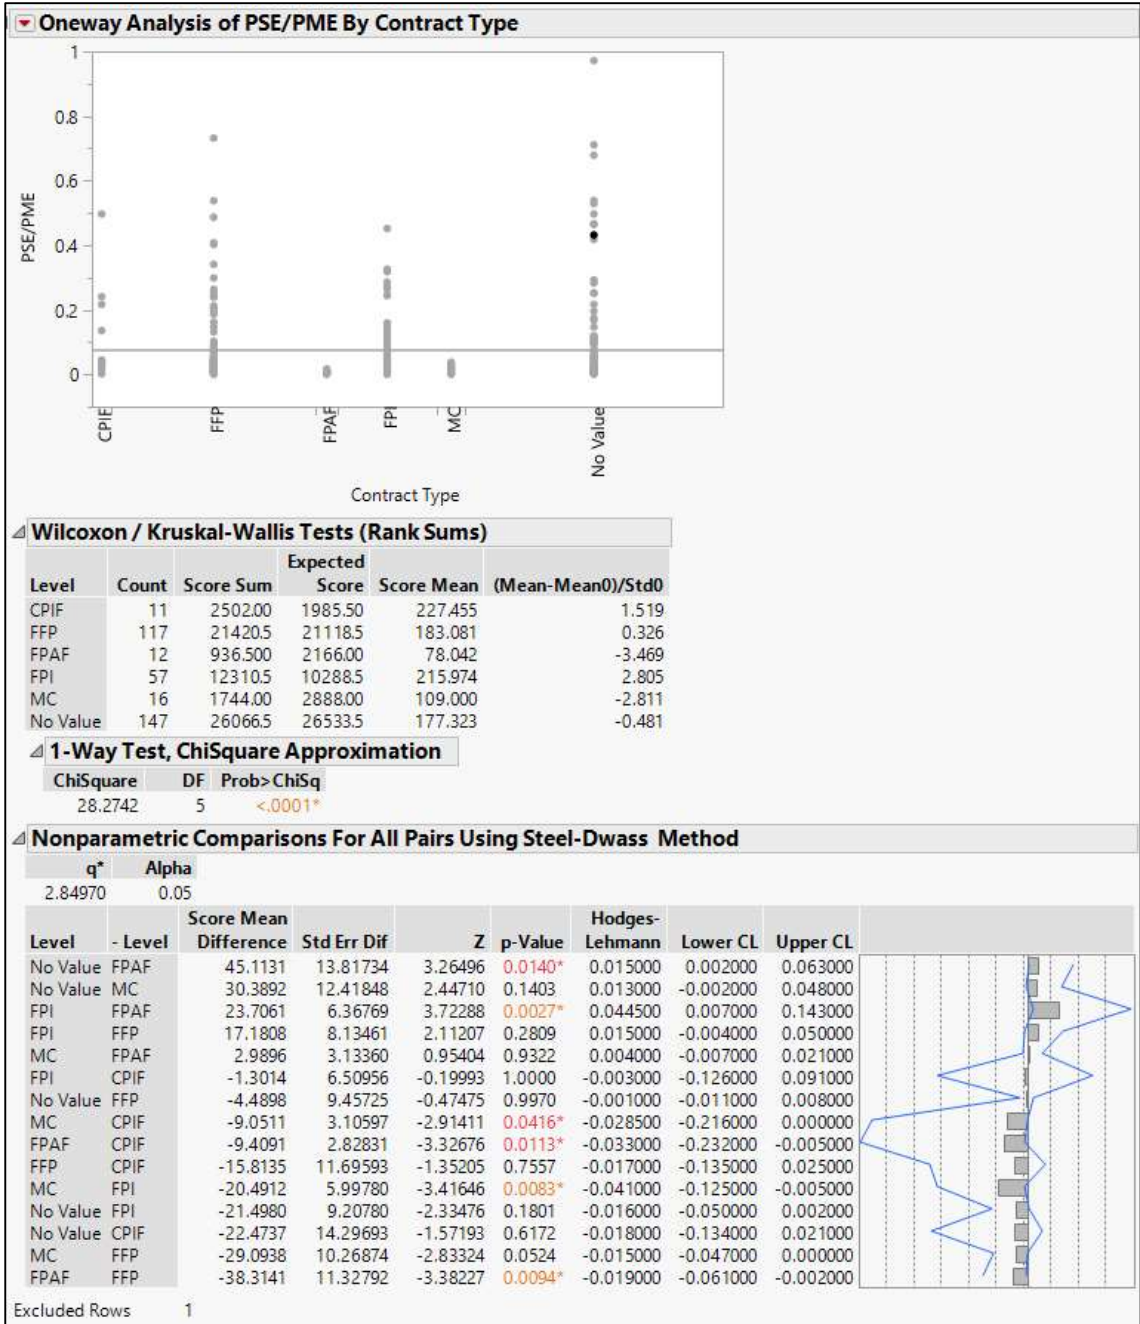 Oneway Analysis of PSE/PME By Contract Type
1
0.8
0.6
0.4
0.2
0
PSE/PME
CPIF
FFP
FPAF
FPI
MC
No Value
Contract Type
Wilcoxon / Kruskal-Wallis Tests (Rank Sums)
Expected
Level Count Score Sum Score Score Mean (Mean-Mean0)/Std0
CPIF 11 2502.00 1985.50 227.455 1.519
FFP 117 21420.5 21118.5 183.081 0.326
FPAF 12 936.500 2166.00 78.042 -3.469
FPI 57 12310.5 10288.5 215.974 2.805
MC 16 1744.00 2888.00 109.000 -2.811
No Value 147 26066.5 26533.5 177.323 -0.481
1-Way Test, ChiSquare Approximation
ChiSquare DF Prob>ChiSq
28.2742 5 <.0001*
Nonparametric Comparisons For All Pairs Using Steel-Dwass Method
q* Alpha
2.84970 0.05
Score Mean Hodges-
Level - Level Difference Std Err Dif Z p-Value Lehmann Lower CL Upper CL
No Value FPAF 45.1131 13.81734 3.26496 0.0140* 0.015000 0.002000 0.063000
No Value MC 30.3892 12.41848 2.44710 0.1403 0.013000 -0.002000 0.048000
FPI FPAF 23.7061 6.36769 3.72288 0.0027* 0.044500 0.007000 0.143000
FPI FFP 17.1808 8.13461 2.11207 0.2809 0.015000 -0.004000 0.050000
MC FPAF 2.9896 3.13360 0.95404 0.9322 0.004000 -0.007000 0.021000
FPI CPIF -1.3014 6.50956 -0.19993 1.0000 -0.003000 -0.126000 0.091000
No Value FFP -4.4898 9.45725 -0.47475 0.9970 -0.001000 -0.011000 0.008000
MC CPIF -9.0511 3.10597 -2.91411 0.0416* -0.028500 -0.216000 0.000000
FPAF CPIF -9.4091 2.82831 -3.32676 0.0113* -0.033000 -0.232000 -0.005000
FFP CPIF -15.8135 11.69593 -1.35205 0.7557 -0.017000 -0.135000 0.025000
MC FPI -20.4912 5.99780 -3.41646 0.0083* -0.041000 -0.125000 -0.005000
No Value FPI -21.4980 9.20780 -2.33476 0.1801 -0.016000 -0.050000 0.002000
No Value CPIF -22.4737 14.29693 -1.57193 0.6172 -0.018000 -0.134000 0.021000
MC FFP -29.0938 10.26874 -2.83324 0.0524 -0.015000 -0.047000 0.000000
FPAF FFP -38.3141 11.32792 -3.38227 0.0094* -0.019000 -0.061000 -0.002000
Excluded Rows 1